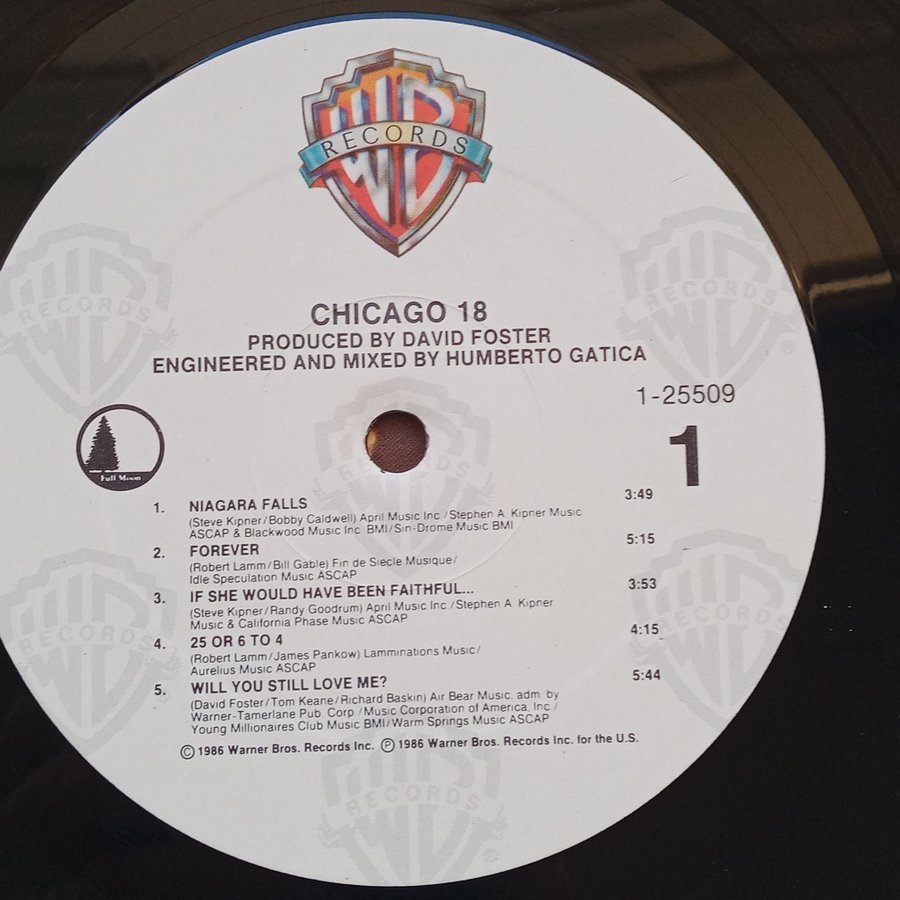 WB
RECORDS
CHICAGO 18
PRODUCED BY DAVID FOSTER
ENGINEERED AND MIXED BY HUMBERTO GATICA
1-25509
1
Full Moon
1. NIAGARA FALLS 3:49
(Steve Kipner/Bobby Caldwell) April Music Inc./Stephen A. Kipner Music
ASCAP & Blackwood Music Inc. BMI/Sin-Drome Music BMI
2. FOREVER 5:15
(Robert Lamm/Bill Gable) Fin de Siecle Musique/
Idle Speculation Music ASCAP
3. IF SHE WOULD HAVE BEEN FAITHFUL... 3:53
(Steve Kipner/Randy Goodrum) April Music Inc./Stephen A. Kipner
Music & California Phase Music ASCAP
4. 25 OR 6 TO 4 4:15
(Robert Lamm/James Pankow) Lamminations Music/
Aurelius Music ASCAP
5. WILL YOU STILL LOVE ME? 5:44
(David Foster/Tom Keane/Richard Baskin) Air Bear Music, adm. by
Warner-Tamerlane Pub. Corp./Music Corporation of America, Inc./
Young Millionaires Club Music BMI/Warm Springs Music ASCAP
© 1986 Warner Bros. Records Inc. ℗ 1986 Warner Bros. Records Inc. for the U.S.